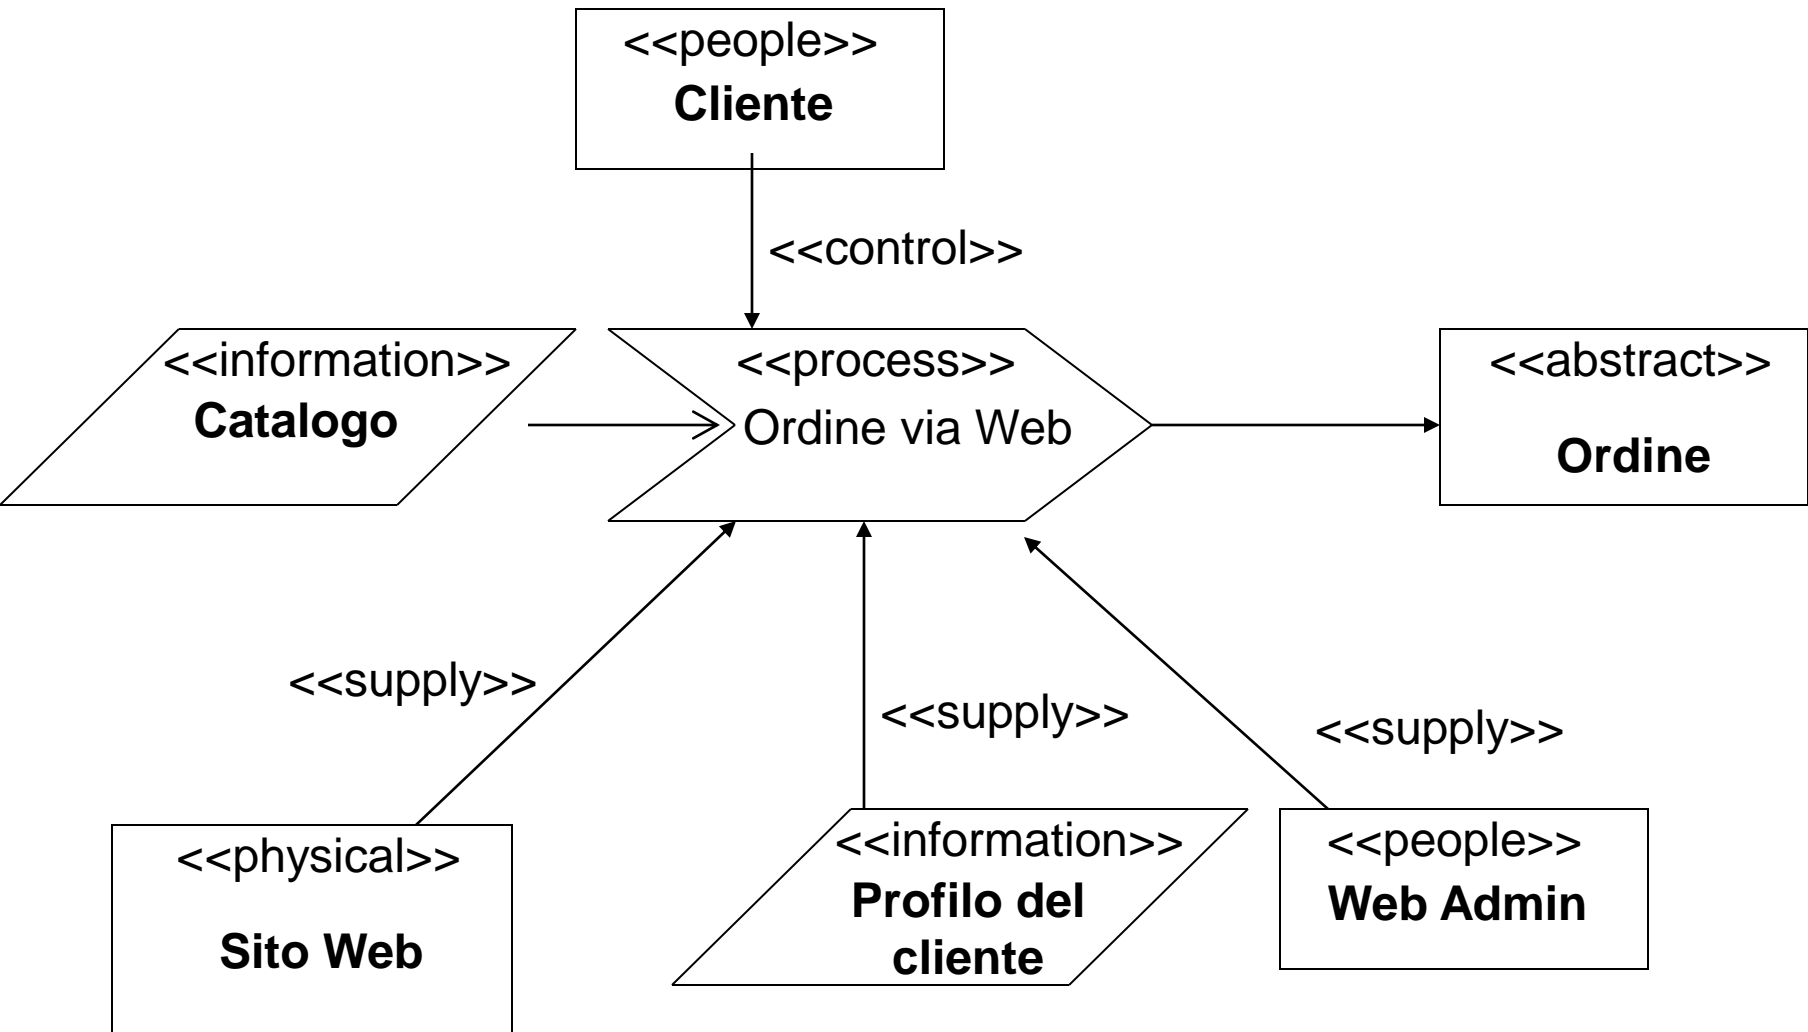 <<people>>
Cliente
<<control>>
<<information>>
Catalogo
<<process>>
Ordine via Web
<<abstract>>
Ordine
<<supply>>
<<supply>>
<<supply>>
<<physical>>
Sito Web
<<information>>
Profilo del
cliente
<<people>>
Web Admin